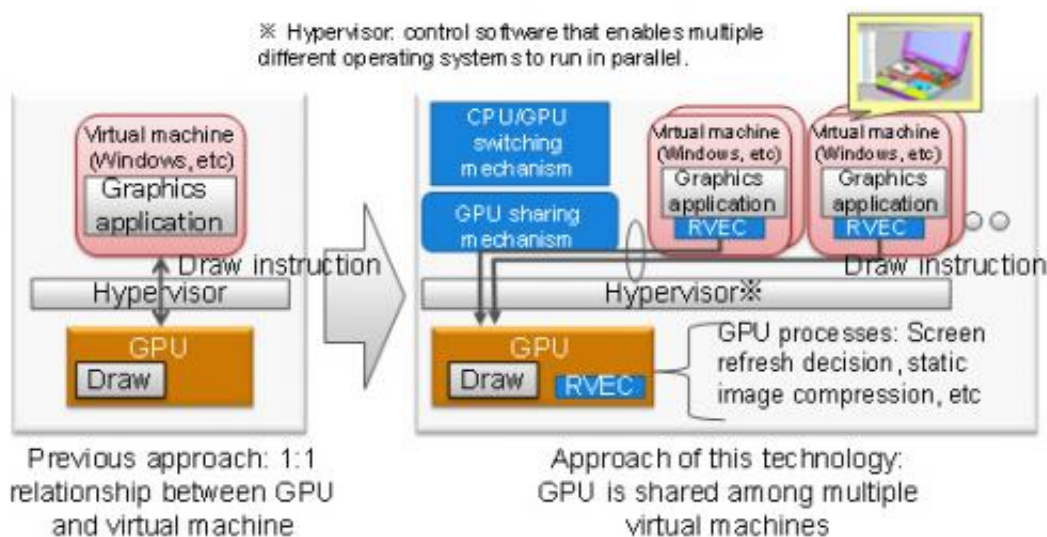 ※ Hypervisor: control software that enables multiple
different operating systems to run in parallel.
Virtual machine
(Windows, etc)
Graphics
application
Draw instruction
Hypervisor
GPU
Draw
Previous approach: 1:1
relationship between GPU
and virtual machine
CPU/GPU
switching
mechanism
GPU sharing
mechanism
Virtual machine
(Windows, etc)
Graphics
application
RVEC
Virtual machine
(Windows, etc)
Graphics
application
RVEC
Draw instruction
Hypervisor※
GPU
Draw
RVEC
GPU processes: Screen
refresh decision, static
image compression, etc
Approach of this technology:
GPU is shared among multiple
virtual machines